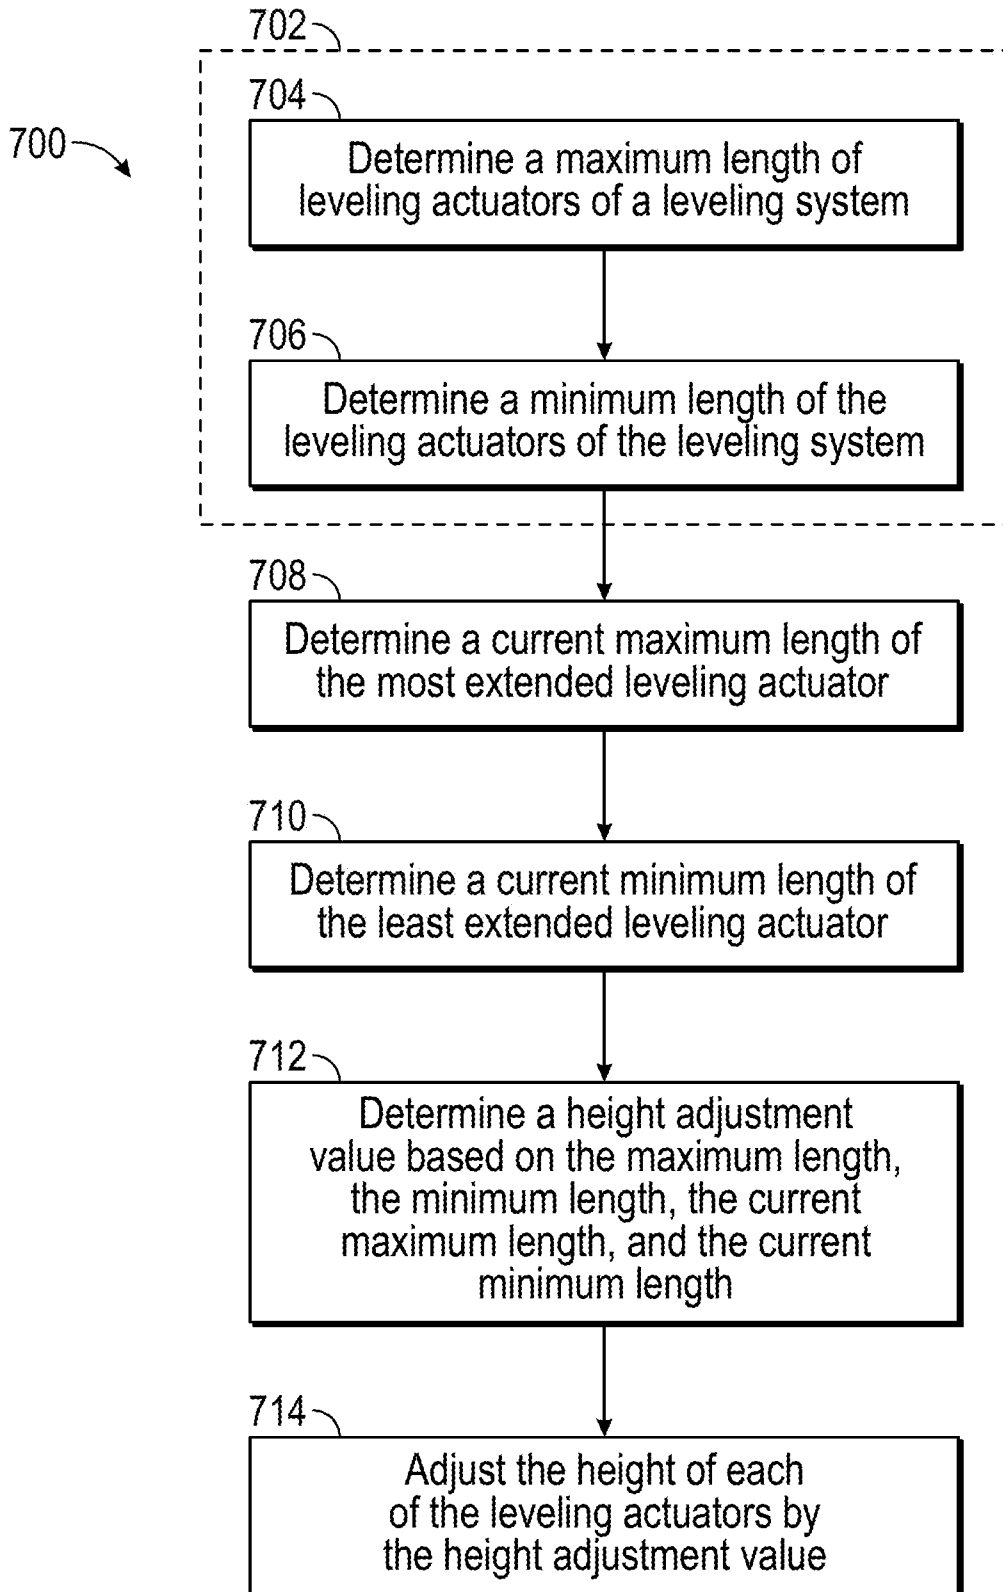 702
704
700
Determine a maximum length of
leveling actuators of a leveling system
706
Determine a minimum length of the
leveling actuators of the leveling system
708
Determine a current maximum length of
the most extended leveling actuator
710
Determine a current minimum length of
the least extended leveling actuator
712
Determine a height adjustment
value based on the maximum length,
the minimum length, the current
maximum length, and the current
minimum length
714
Adjust the height of each
of the leveling actuators by
the height adjustment value